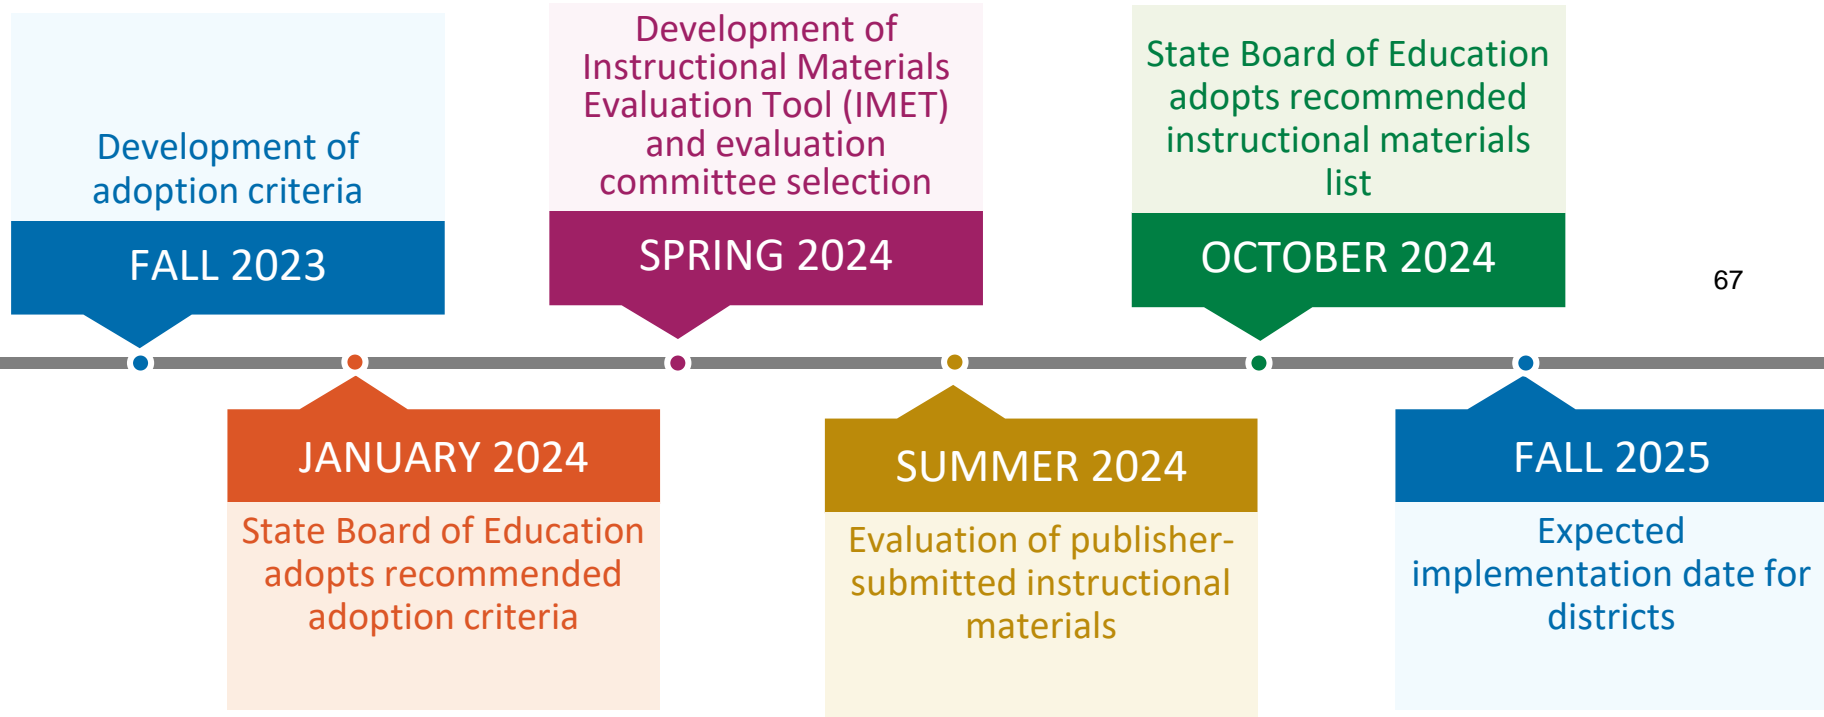 Development of
adoption criteria
FALL 2023
JANUARY 2024
State Board of Education
adopts recommended
adoption criteria
Development of
Instructional Materials
Evaluation Tool (IMET)
and evaluation
committee selection
SPRING 2024
SUMMER 2024
Evaluation of publisher-
submitted instructional
materials
State Board of Education
adopts recommended
instructional materials
list
OCTOBER 2024
FALL 2025
Expected
implementation date for
districts
67